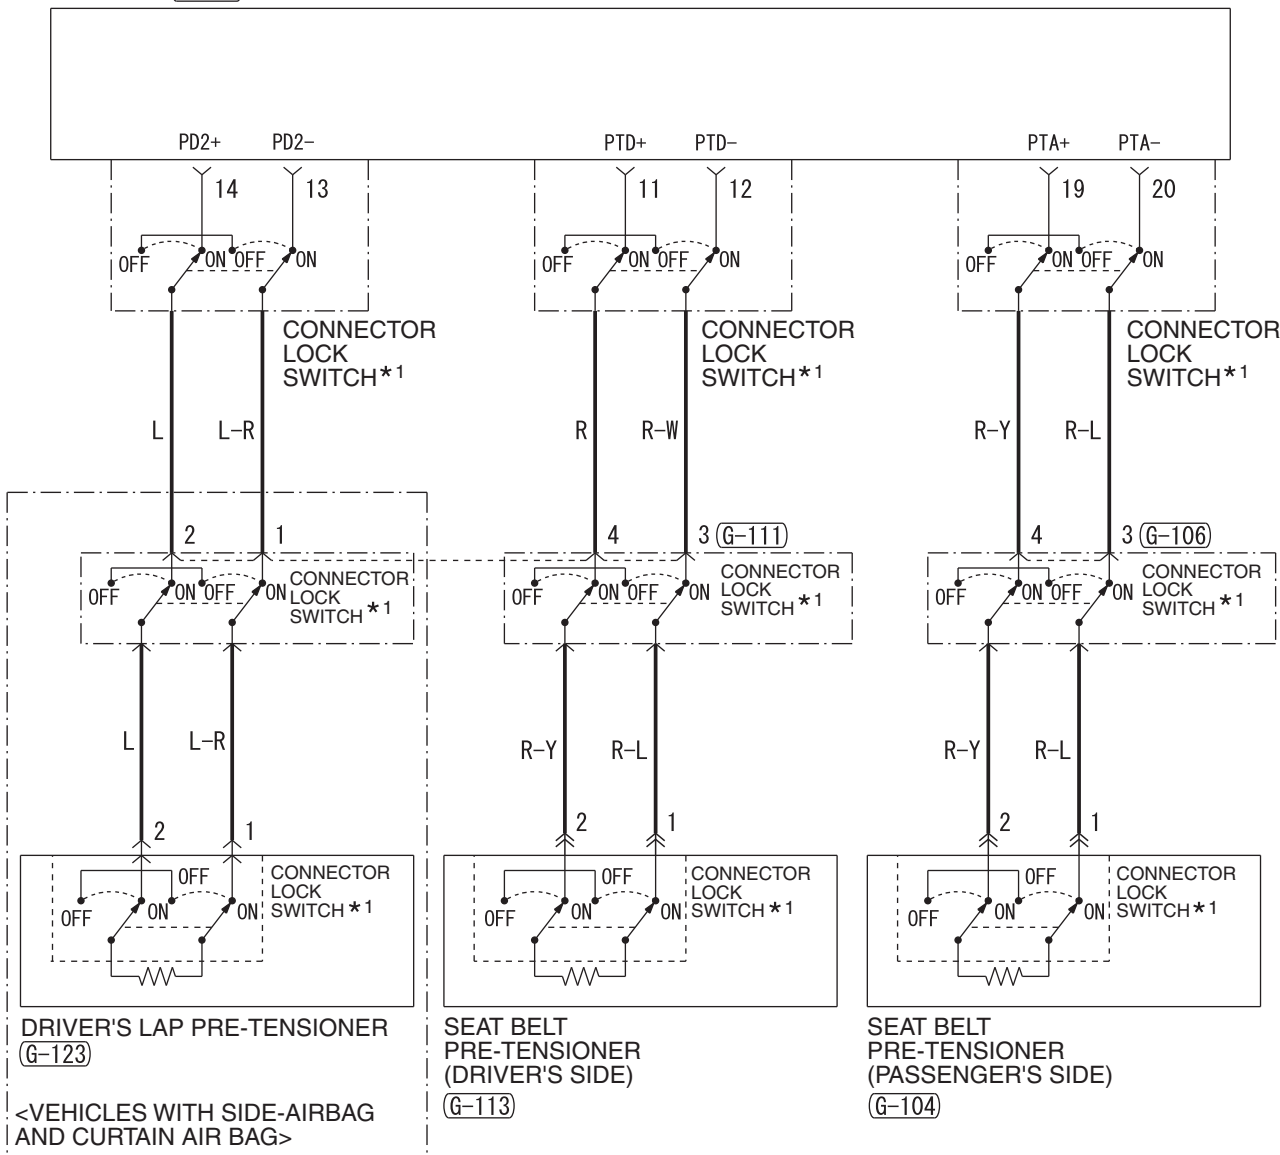 PD2+ PD2- PTD+ PTD- PTA+ PTA-
14 13 11 12 19 20
OFF ON OFF ON OFF ON OFF ON OFF ON OFF ON
CONNECTOR
LOCK
SWITCH*1
CONNECTOR
LOCK
SWITCH*1
CONNECTOR
LOCK
SWITCH*1
L L-R R R-W R-Y R-L
2 1 4 3 G-111 4 3 G-106
OFF ON OFF ON
CONNECTOR
LOCK
SWITCH*1
OFF ON OFF ON
CONNECTOR
LOCK
SWITCH*1
OFF ON OFF ON
CONNECTOR
LOCK
SWITCH*1
L L-R R-Y R-L R-Y R-L
2 1 2 1 2 1
OFF ON OFF ON
CONNECTOR
LOCK
SWITCH*1
OFF ON OFF ON
CONNECTOR
LOCK
SWITCH*1
OFF ON OFF ON
CONNECTOR
LOCK
SWITCH*1
DRIVER'S LAP PRE-TENSIONER
G-123
<VEHICLES WITH SIDE-AIRBAG
AND CURTAIN AIR BAG>
SEAT BELT
PRE-TENSIONER
(DRIVER'S SIDE)
G-113
SEAT BELT
PRE-TENSIONER
(PASSENGER'S SIDE)
G-104